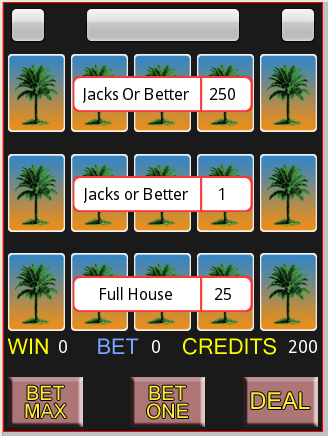 Jacks Or Better 250
Jacks or Better 1
Full House 25
WIN 0 BET 0 CREDITS 200
BET MAX
BET ONE
DEAL